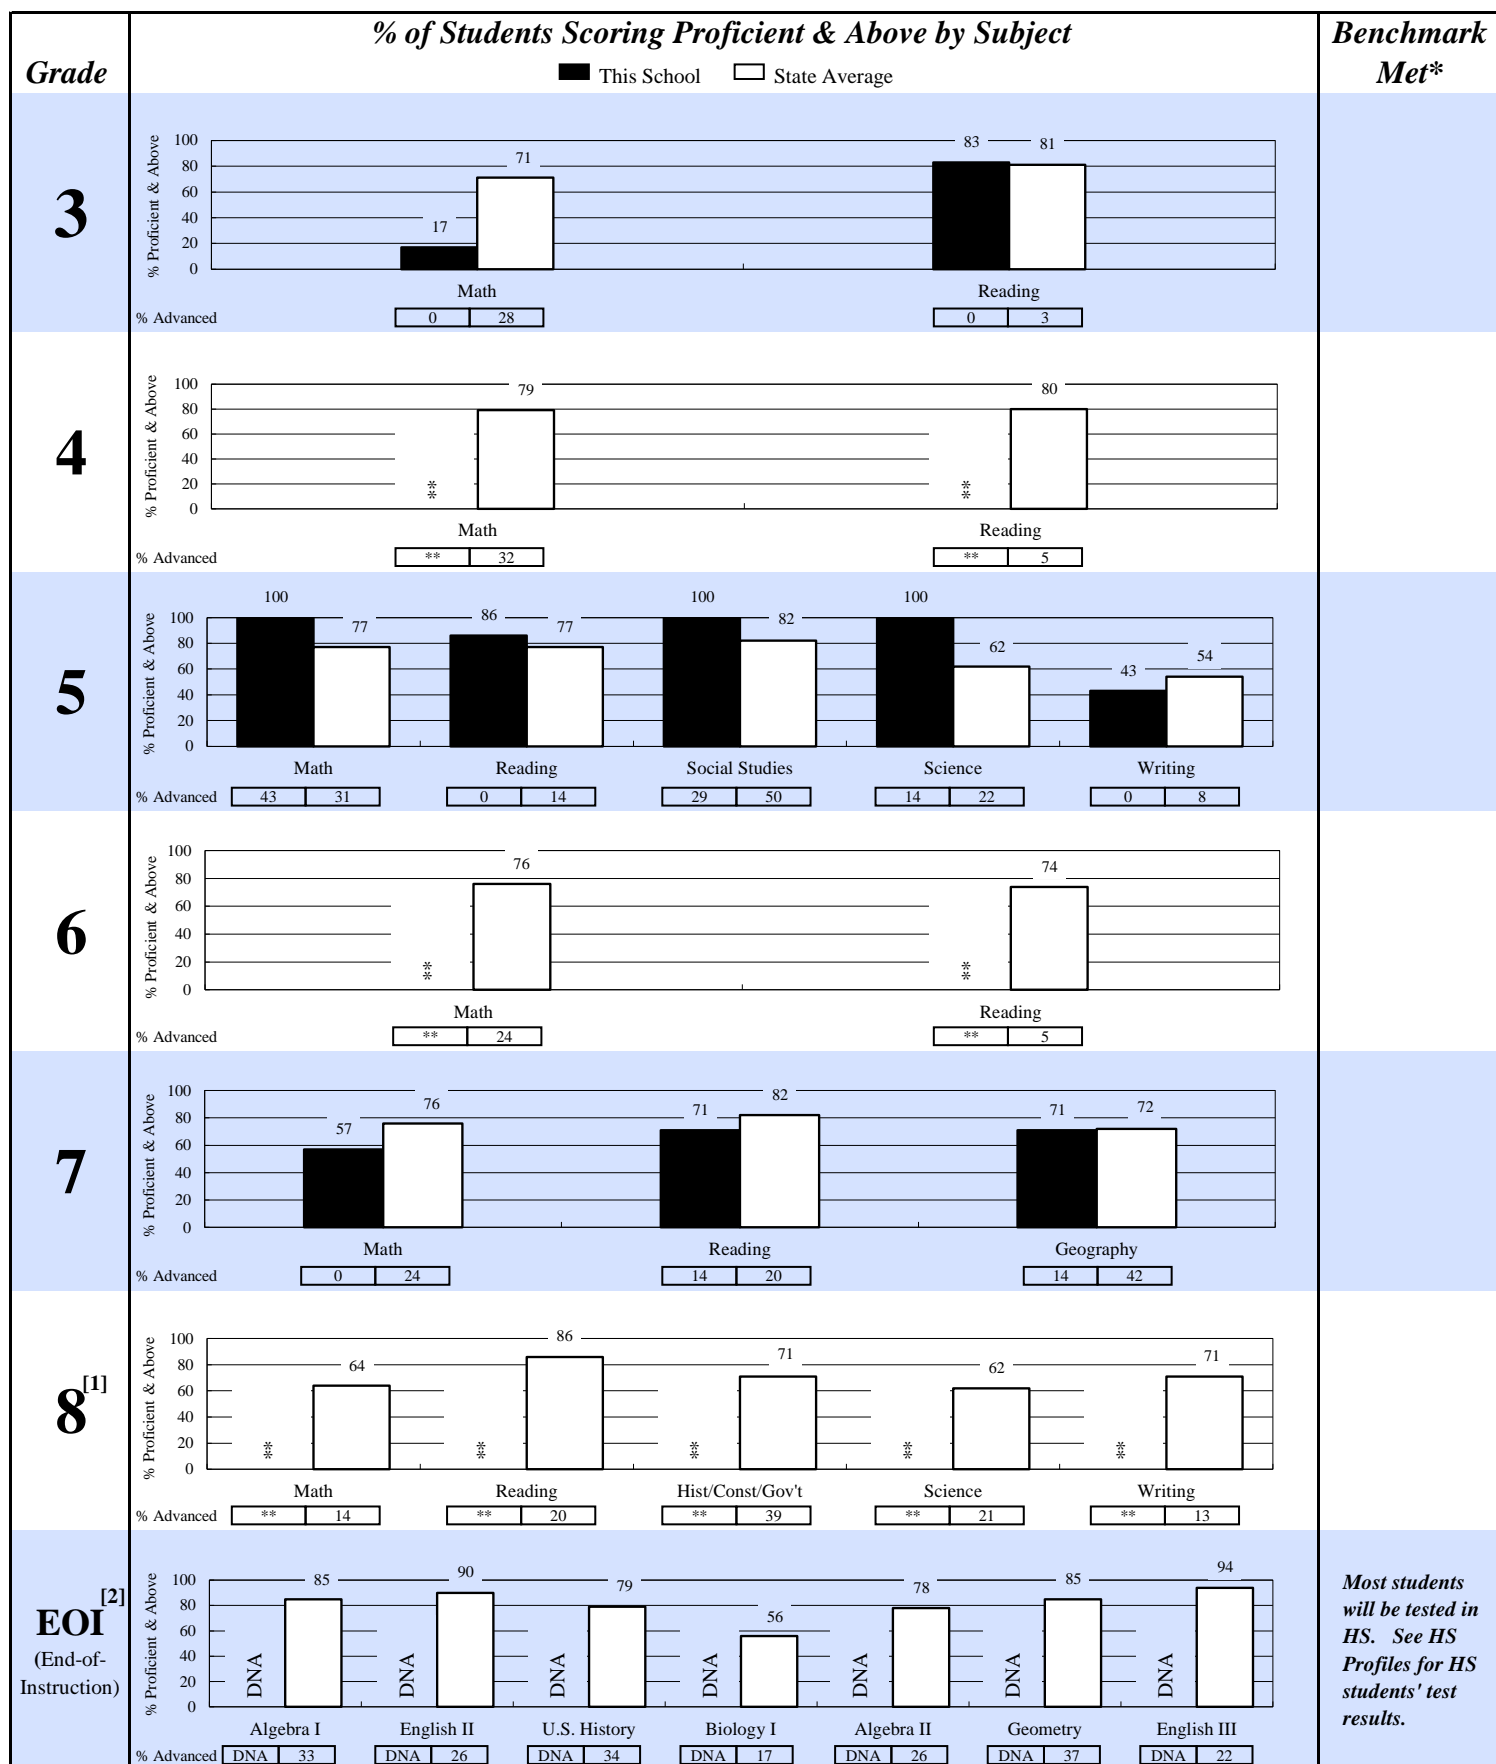 % of Students Scoring Proficient & Above by Subject
Benchmark
Met*
Grade
This School State Average
3
% Proficient & Above
100
80
60
40
20
0
17 71 83 81
Math Reading
% Advanced 0 28 0 3
4
% Proficient & Above
100
80
60
40
20
0
** 79 ** 80
Math Reading
% Advanced ** 32 ** 5
5
% Proficient & Above
100
80
60
40
20
0
100 77 86 77 100 82 100 62 43 54
Math Reading Social Studies Science Writing
% Advanced 43 31 0 14 29 50 14 22 0 8
6
% Proficient & Above
100
80
60
40
20
0
** 76 ** 74
Math Reading
% Advanced ** 24 ** 5
7
% Proficient & Above
100
80
60
40
20
0
57 76 71 82 71 72
Math Reading Geography
% Advanced 0 24 14 20 14 42
8[1]
% Proficient & Above
100
80
60
40
20
0
** 64 ** 86 ** 71 ** 62 ** 71
Math Reading Hist/Const/Gov't Science Writing
% Advanced ** 14 ** 20 ** 39 ** 21 ** 13
EOI[2]
(End-of-
Instruction)
% Proficient & Above
100
80
60
40
20
0
DNA 85 DNA 90 DNA 79 DNA 56 DNA 78 DNA 85 DNA 94
Algebra I English II U.S. History Biology I Algebra II Geometry English III
% Advanced DNA 33 DNA 26 DNA 34 DNA 17 DNA 26 DNA 37 DNA 22
Most students
will be tested in
HS. See HS
Profiles for HS
students' test
results.